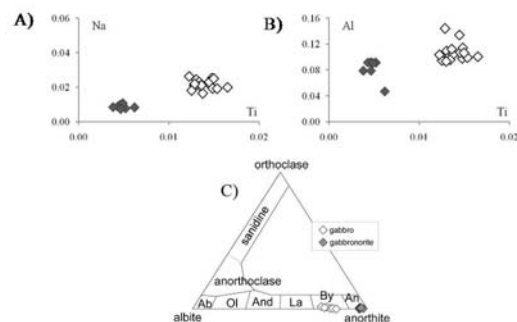 A)
Na
0.06
0.04
0.02
0.00
0.00
0.01
0.02
Ti
B)
Al
0.16
0.12
0.08
0.04
0.00
0.00
0.01
0.02
Ti
C)
orthoclase
sanidine
gabbro
gabbronorite
anorthoclase
Ab
Ol
And
La
By
An
albite
anorthite